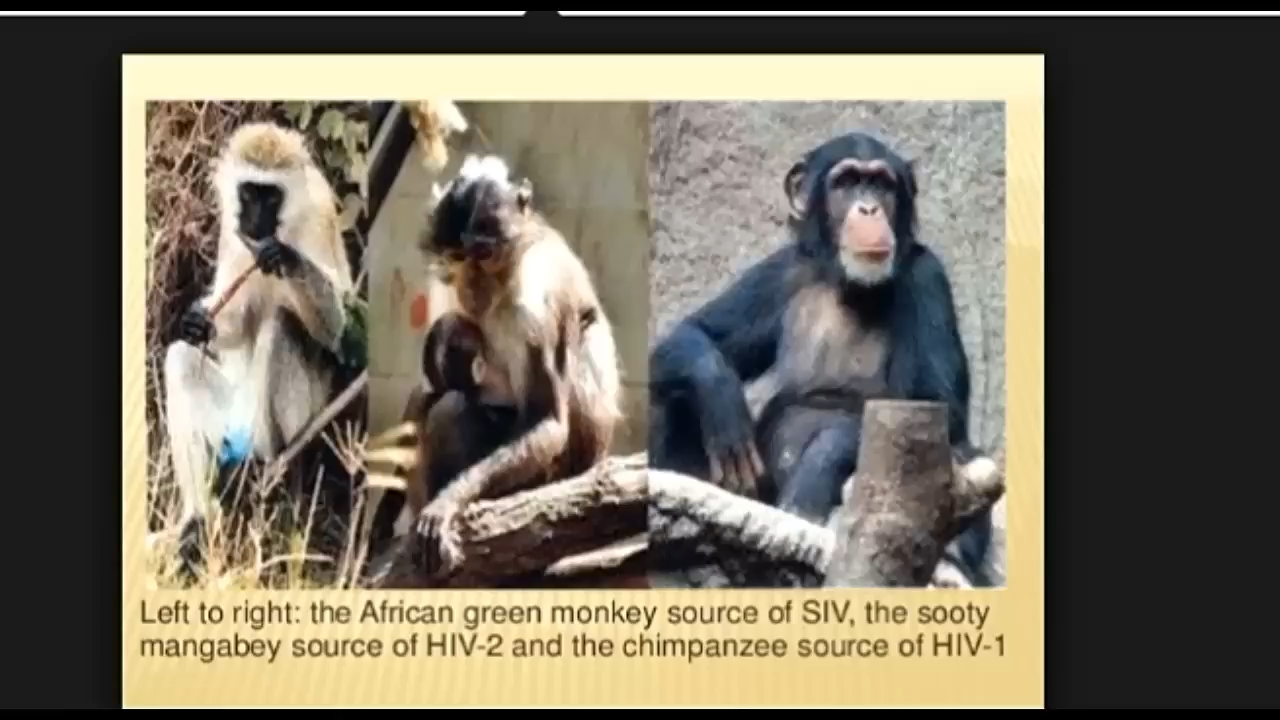 Left to right: the African green monkey source of SIV, the sooty
mangabey source of HIV-2 and the chimpanzee source of HIV-1